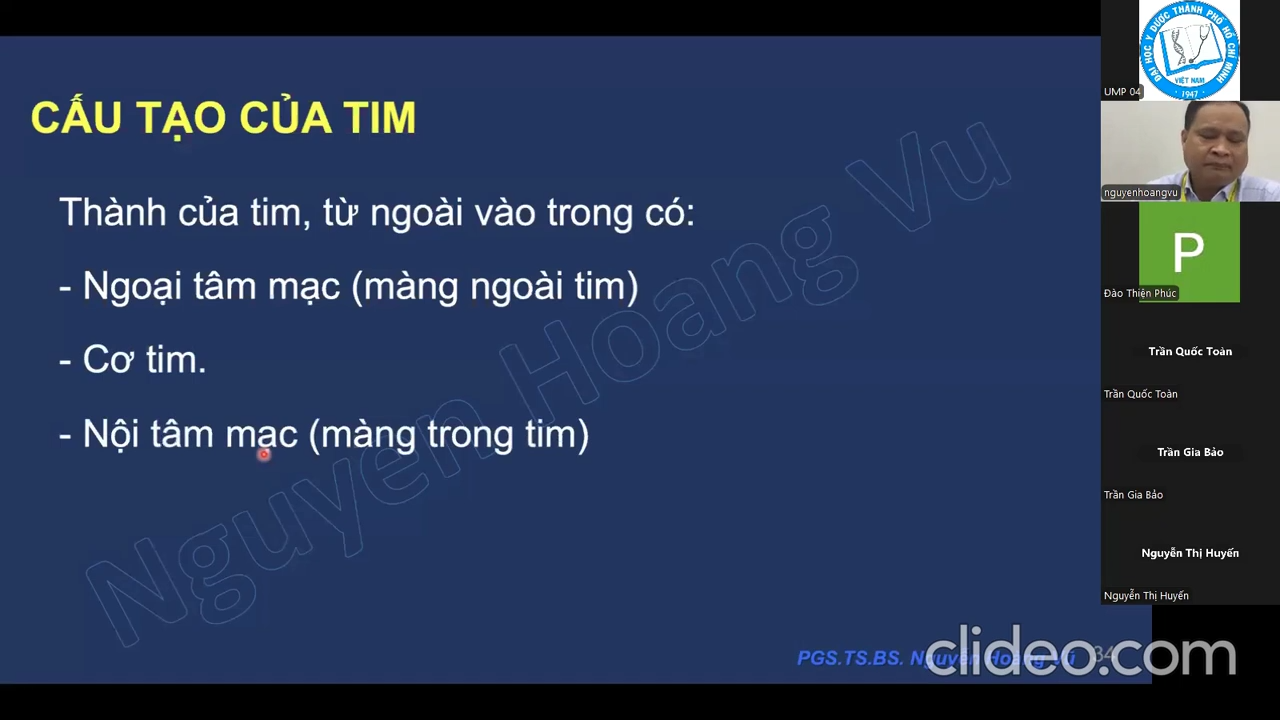 CẤU TẠO CỦA TIM
Thành của tim, từ ngoài vào trong có:
- Ngoại tâm mạc (màng ngoài tim)
- Cơ tim.
- Nội tâm mạc (màng trong tim)
Nguyen Hoang Vu
PGS.TS.BS. Nguyễn Hoàng Vũ
34
clideo.com
ĐẠI HỌC Y DƯỢC THÀNH PHỐ HỒ CHÍ MINH
VIỆT NAM
1947
UMP 04
nguyenhoangvu
P
Đào Thiện Phúc
Trần Quốc Toàn
Trần Quốc Toàn
Trần Gia Bảo
Trần Gia Bảo
Nguyễn Thị Huyến
Nguyễn Thị Huyến